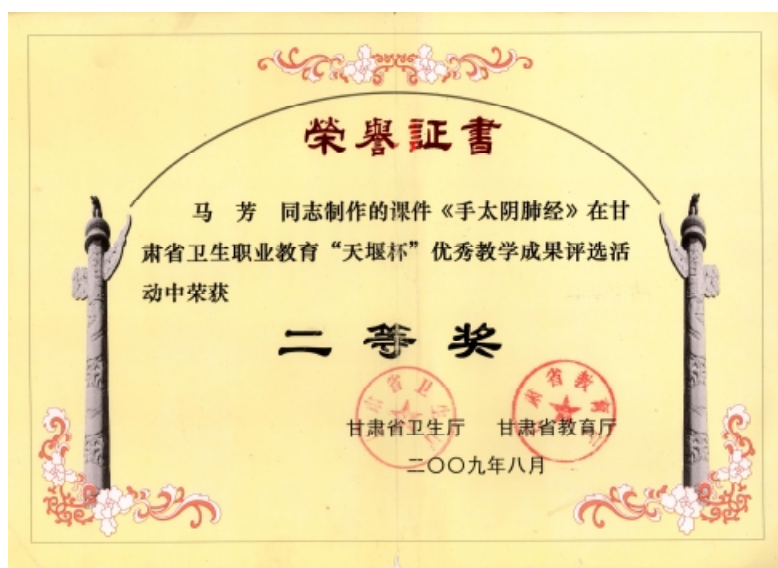 榮譽証書
马 芳 同志制作的课件《手太阴肺经》在甘
肃省卫生职业教育“天堰杯”优秀教学成果评选活
动中荣获
二等奖
甘肃省卫生厅 甘肃省教育厅
二〇〇九年八月